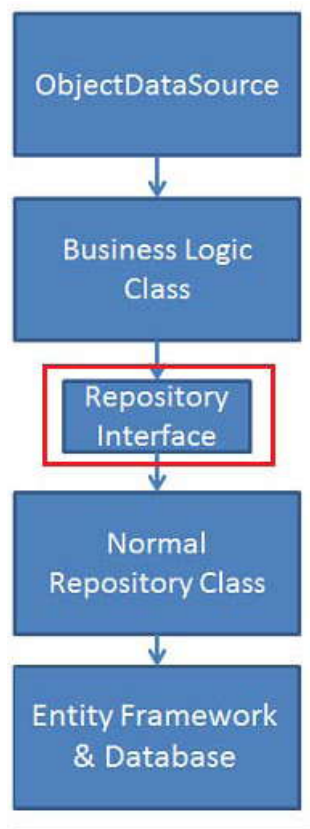 ObjectDataSource
Business Logic
Class
Repository
Interface
Normal
Repository Class
Entity Framework
& Database